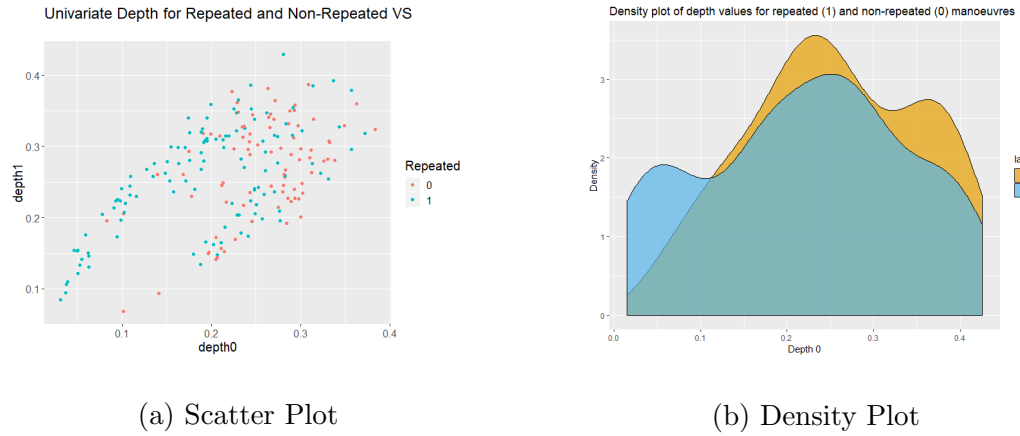 Univariate Depth for Repeated and Non-Repeated VS
depth1
0.4
0.3
0.2
0.1
0.1
0.2
0.3
0.4
depth0
Repeated
0
1
(a) Scatter Plot
Density plot of depth values for repeated (1) and non-repeated (0) manoeuvres
Density
3
2
1
0
0.0
0.1
0.2
0.3
0.4
Depth 0
(b) Density Plot